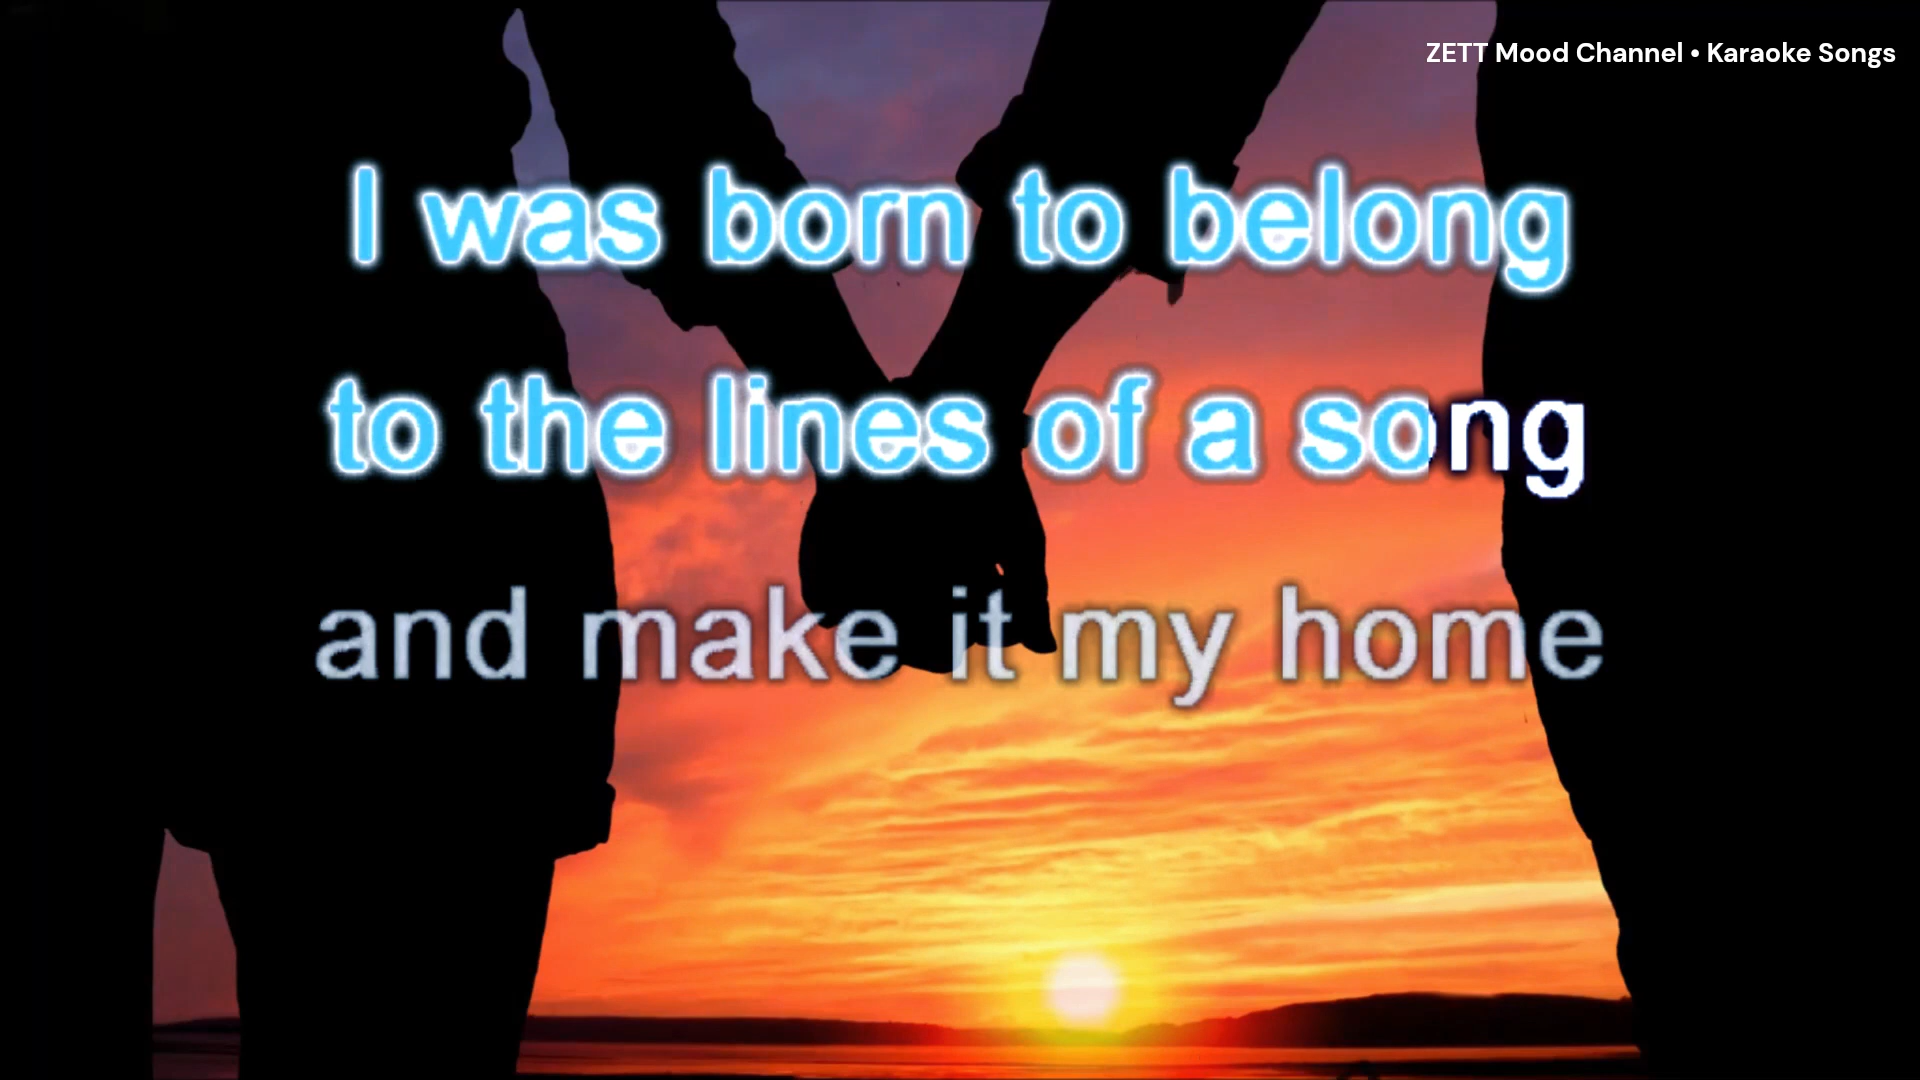 ZETT Mood Channel • Karaoke Songs
I was born to belong
to the lines of a song
and make it my home